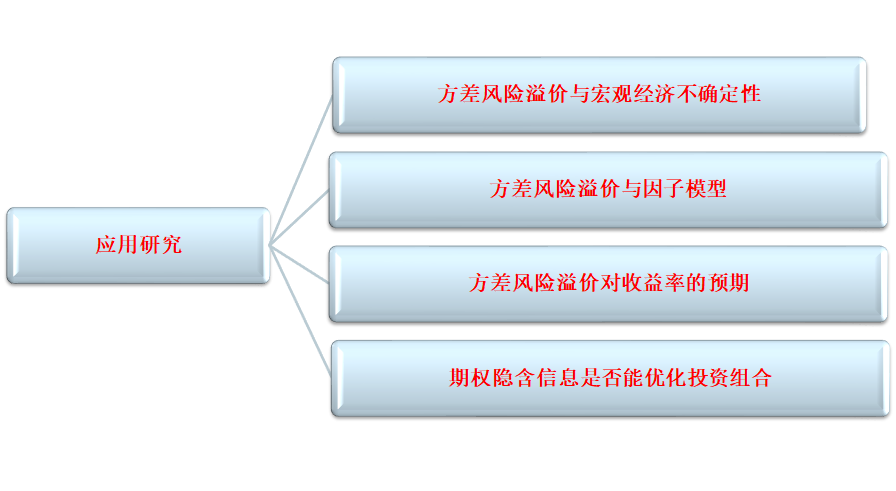 方差风险溢价与宏观经济不确定性
方差风险溢价与因子模型
应用研究
方差风险溢价对收益率的预期
期权隐含信息是否能优化投资组合